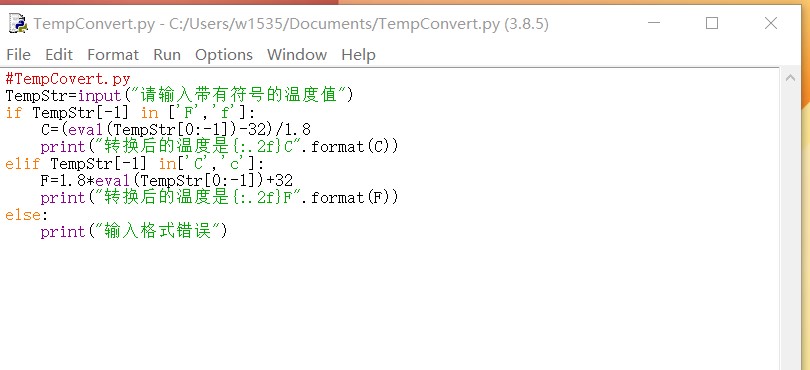 TempConvert.py - C:/Users/w1535/Documents/TempConvert.py (3.8.5)
File Edit Format Run Options Window Help
#TempCovert.py
TempStr=input("请输入带有符号的温度值")
if TempStr[-1] in ['F','f']:
    C=(eval(TempStr[0:-1])-32)/1.8
    print("转换后的温度是{:.2f}C".format(C))
elif TempStr[-1] in['C','c']:
    F=1.8*eval(TempStr[0:-1])+32
    print("转换后的温度是{:.2f}F".format(F))
else:
    print("输入格式错误")